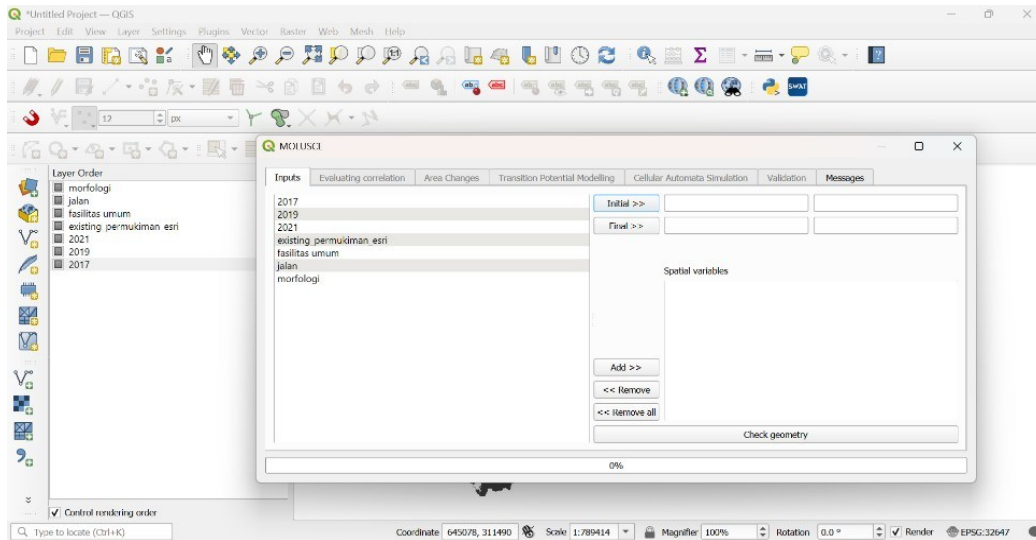 *Untitled Project — QGIS
Project Edit View Layer Settings Plugins Vector Raster Web Mesh Help
12 px
MOLUSCE
Layer Order
morfologi
jalan
fasilitas umum
existing permukiman esri
2021
2019
2017
Inputs Evaluating correlation Area Changes Transition Potential Modelling Cellular Automata Simulation Validation Messages
2017
2019
2021
existing permukiman esri
fasilitas umum
jalan
morfologi
Initial >>
Final >>
Spatial variables
Add >>
<< Remove
<< Remove all
Check geometry
0%
Control rendering order
Type to locate (Ctrl+K) Coordinate 645078, 311490 Scale 1:789414 Magnifier 100% Rotation 0.0 ° Render EPSG:32647